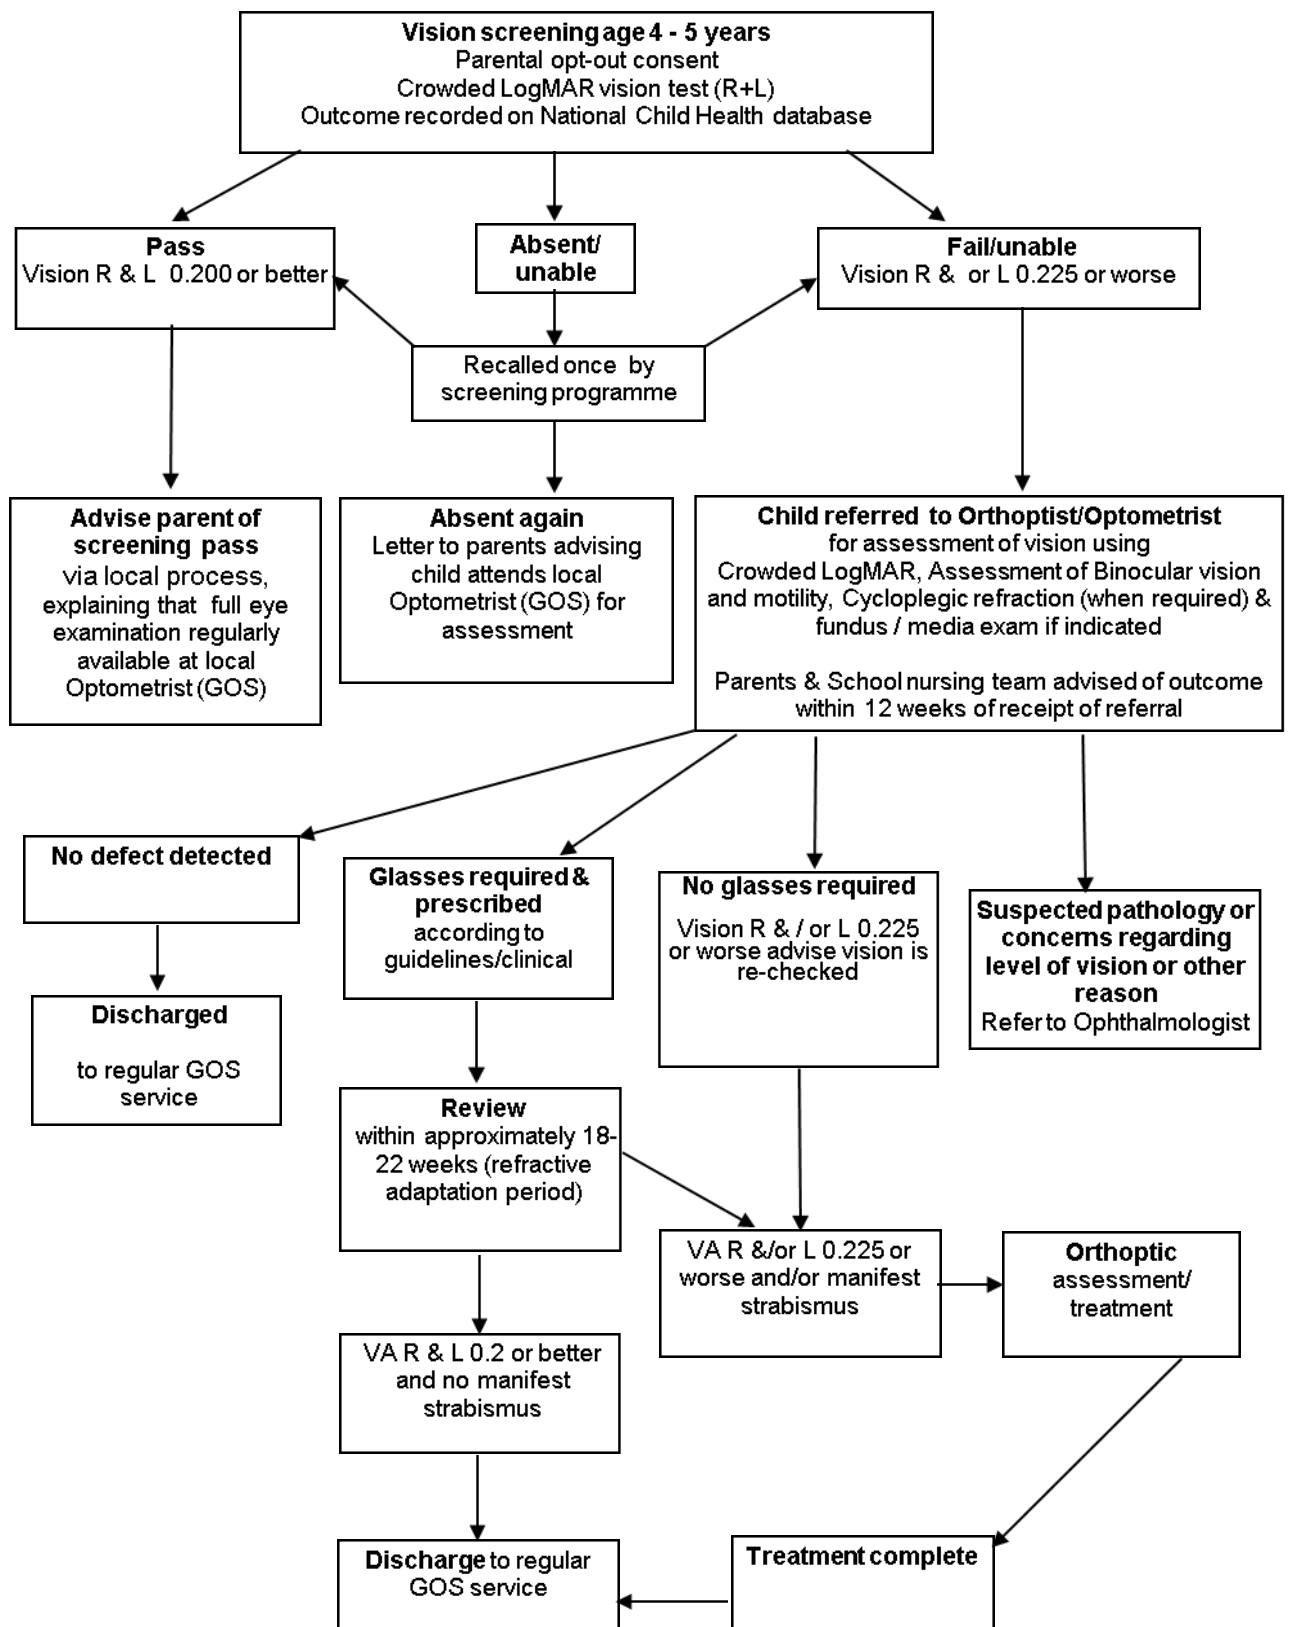 Vision screening age 4 - 5 years
Parental opt-out consent
Crowded LogMAR vision test (R+L)
Outcome recorded on National Child Health database
Pass
Vision R & L 0.200 or better
Absent/
unable
Fail/unable
Vision R & or L 0.225 or worse
Recalled once by
screening programme
Advise parent of
screening pass
via local process,
explaining that full eye
examination regularly
available at local
Optometrist (GOS)
Absent again
Letter to parents advising
child attends local
Optometrist (GOS) for
assessment
Child referred to Orthoptist/Optometrist
for assessment of vision using
Crowded LogMAR, Assessment of Binocular vision
and motility, Cycloplegic refraction (when required) &
fundus / media exam if indicated
Parents & School nursing team advised of outcome
within 12 weeks of receipt of referral
No defect detected
Glasses required &
prescribed
according to
guidelines/clinical
No glasses required
Vision R & / or L 0.225
or worse advise vision is
re-checked
Suspected pathology or
concerns regarding
level of vision or other
reason
Refer to Ophthalmologist
Discharged
to regular GOS
service
Review
within approximately 18-
22 weeks (refractive
adaptation period)
VA R &/or L 0.225 or
worse and/or manifest
strabismus
Orthoptic
assessment/
treatment
VA R & L 0.2 or better
and no manifest
strabismus
Discharge to regular
GOS service
Treatment complete